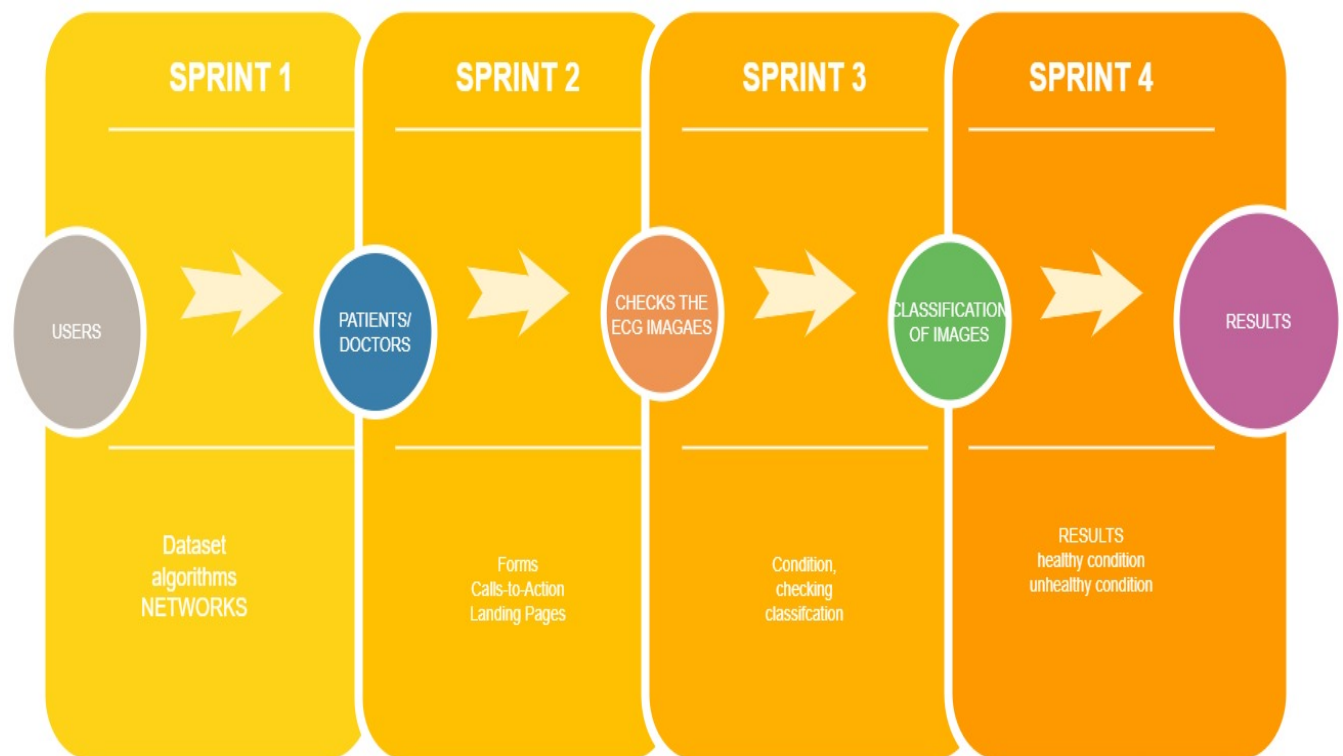 SPRINT 1
SPRINT 2
SPRINT 3
SPRINT 4
USERS
PATIENTS/
DOCTORS
CHECKS THE
ECG IMAGAES
CLASSIFICATION
OF IMAGES
RESULTS
Dataset
algorithms
NETWORKS
Forms
Calls-to-Action
Landing Pages
Condition,
checking
classifcation
RESULTS
healthy condition
unhealthy condition